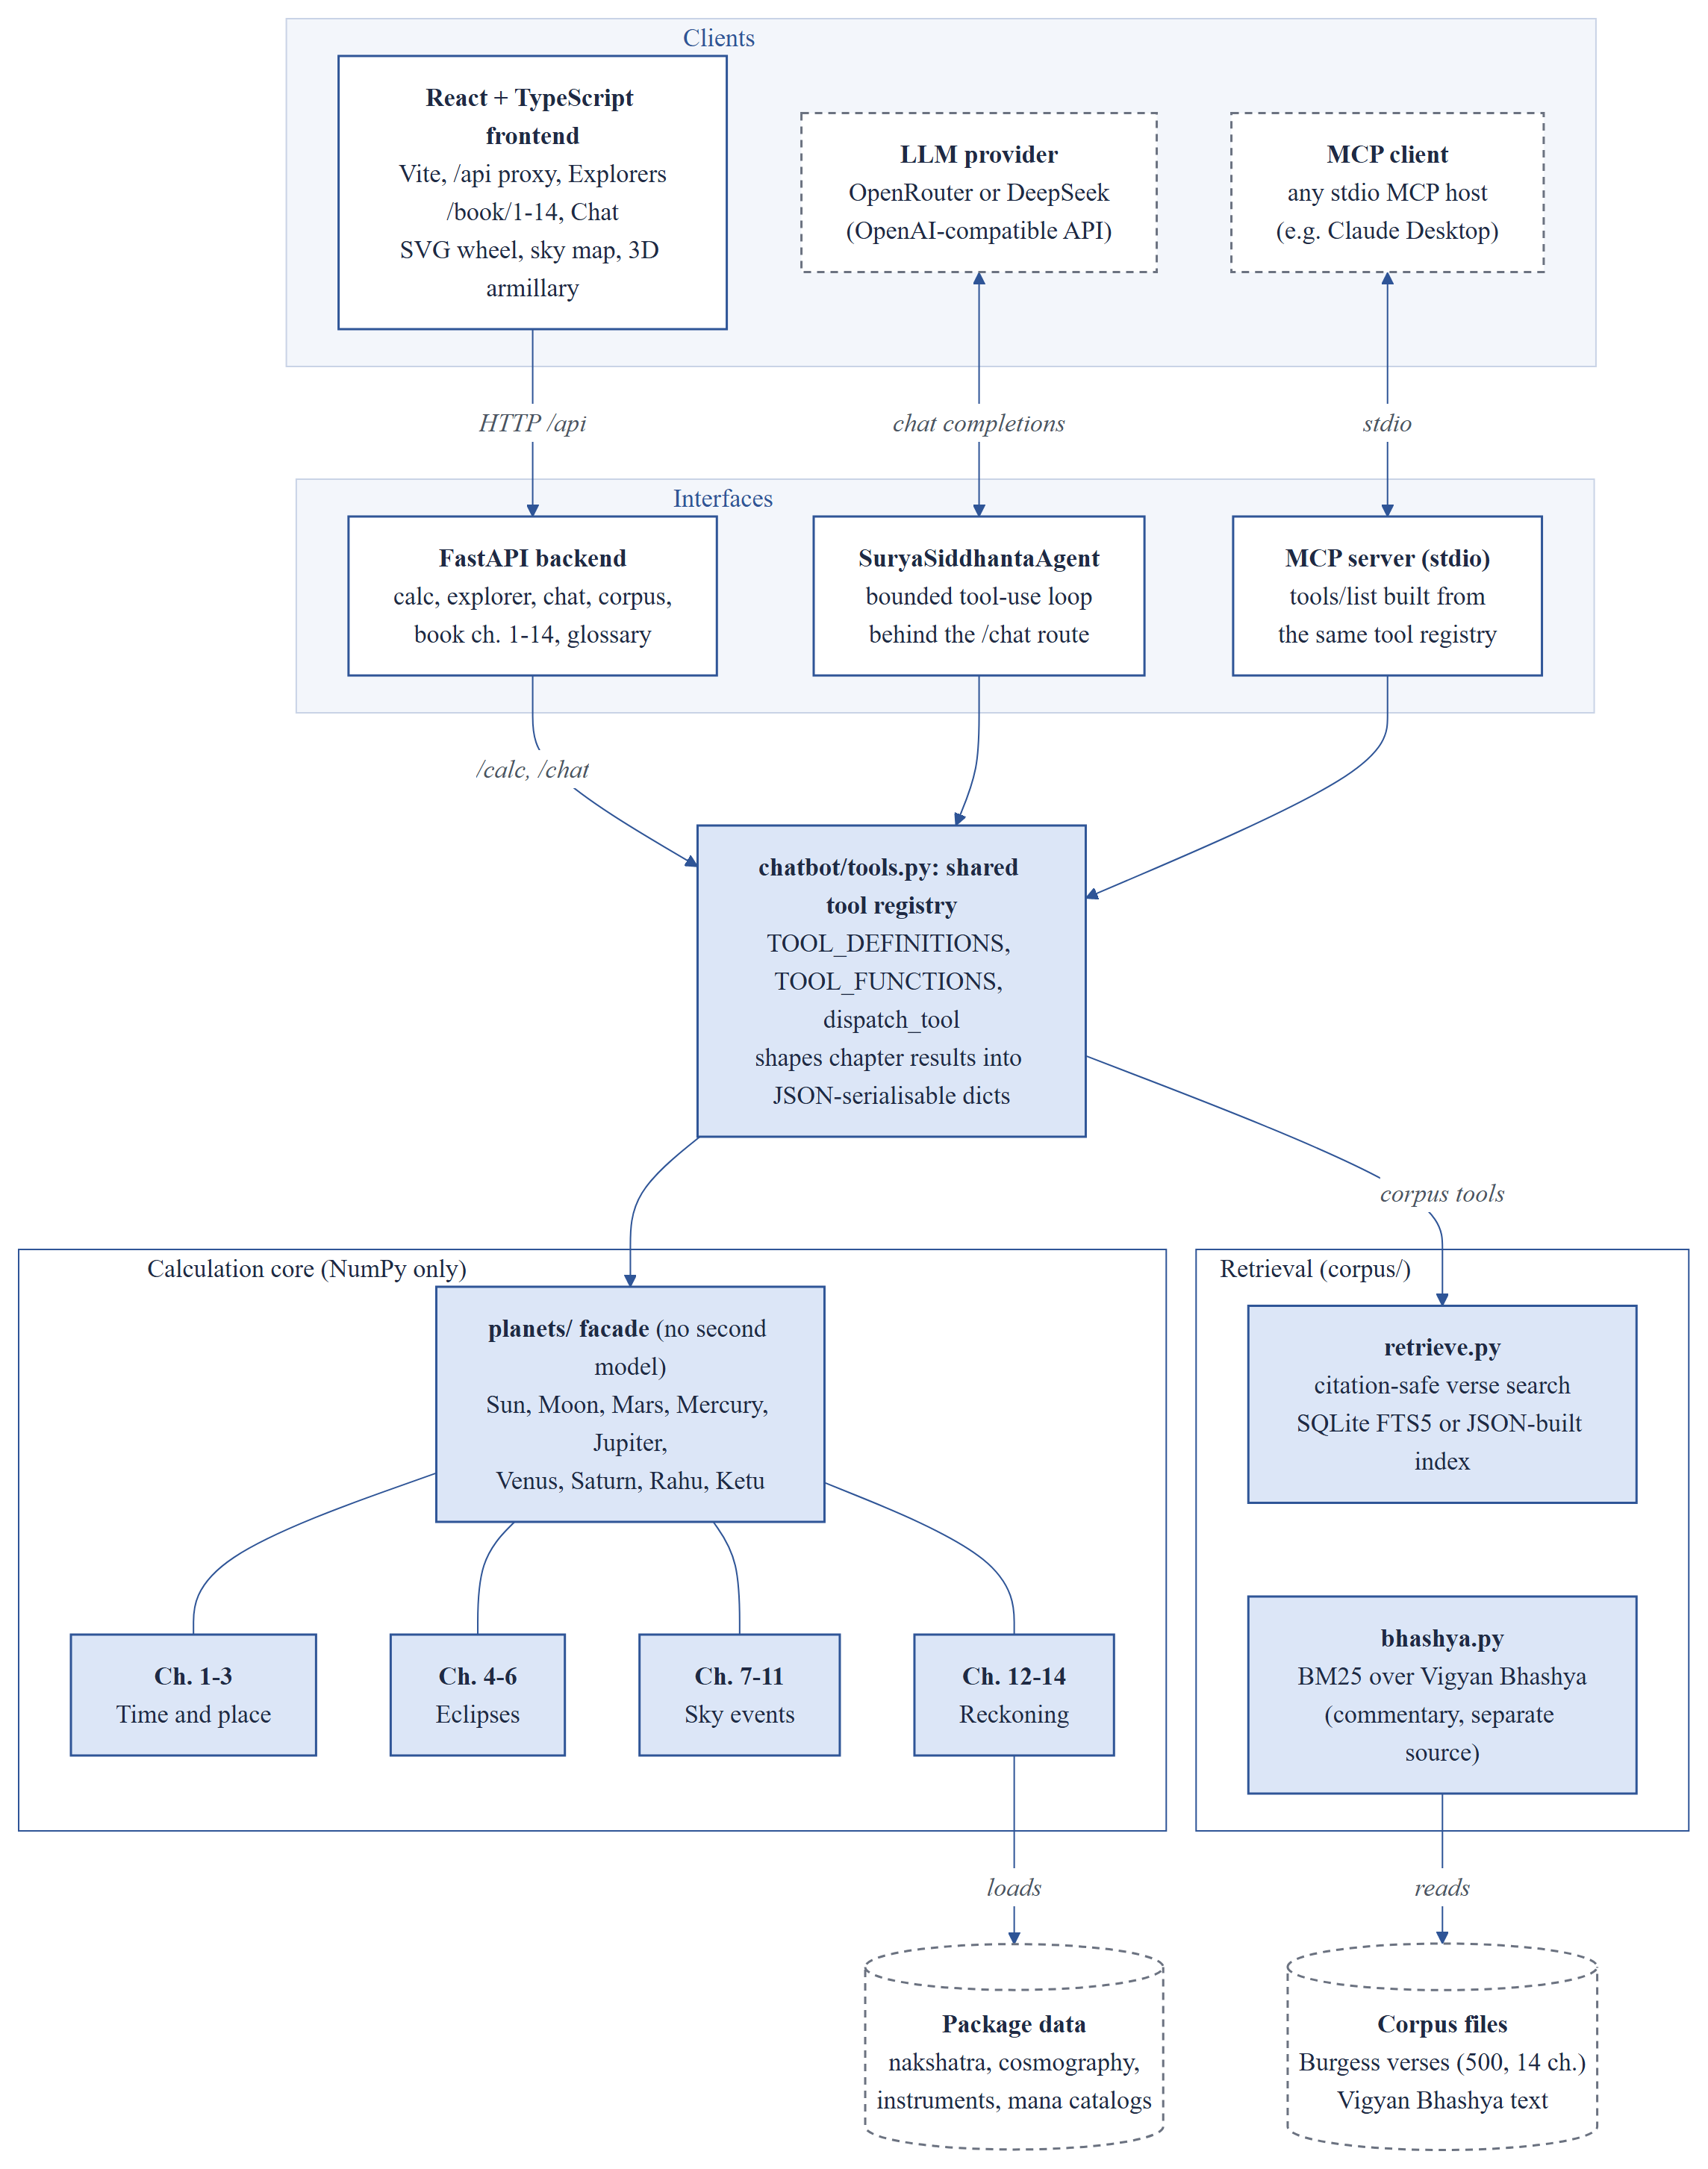 Clients
React + TypeScript
frontend
Vite, /api proxy, Explorers
/book/1-14, Chat
SVG wheel, sky map, 3D
armillary
LLM provider
OpenRouter or DeepSeek
(OpenAI-compatible API)
MCP client
any stdio MCP host
(e.g. Claude Desktop)
HTTP /api
chat completions
stdio
Interfaces
FastAPI backend
calc, explorer, chat, corpus,
book ch. 1-14, glossary
SuryaSiddhantaAgent
bounded tool-use loop
behind the /chat route
MCP server (stdio)
tools/list built from
the same tool registry
/calc, /chat
chatbot/tools.py: shared
tool registry
TOOL_DEFINITIONS,
TOOL_FUNCTIONS,
dispatch_tool
shapes chapter results into
JSON-serialisable dicts
corpus tools
Calculation core (NumPy only)
planets/ facade (no second
model)
Sun, Moon, Mars, Mercury,
Jupiter,
Venus, Saturn, Rahu, Ketu
Ch. 1-3
Time and place
Ch. 4-6
Eclipses
Ch. 7-11
Sky events
Ch. 12-14
Reckoning
Retrieval (corpus/)
retrieve.py
citation-safe verse search
SQLite FTS5 or JSON-built
index
bhashya.py
BM25 over Vigyan Bhashya
(commentary, separate
source)
loads
reads
Package data
nakshatra, cosmography,
instruments, mana catalogs
Corpus files
Burgess verses (500, 14 ch.)
Vigyan Bhashya text